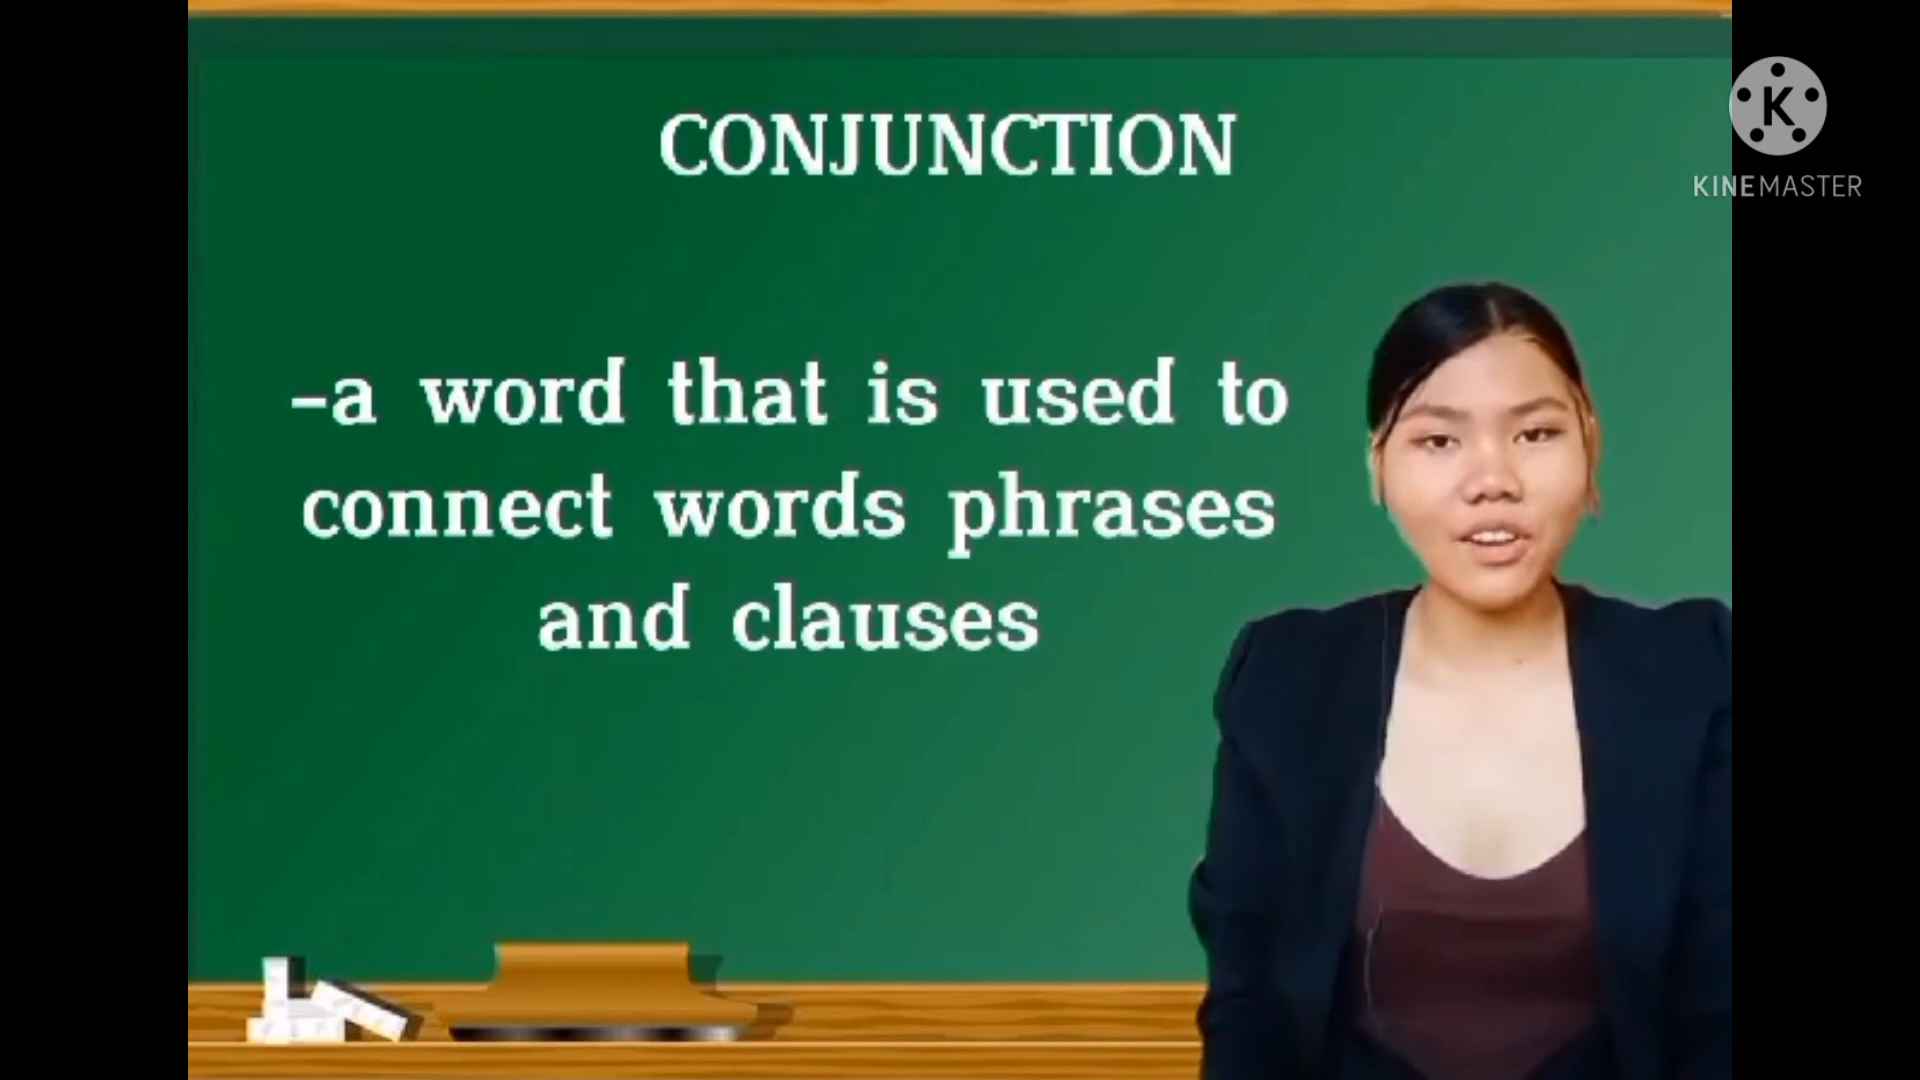 CONJUNCTION
K
KINEMASTER
-a word that is used to
connect words phrases
and clauses